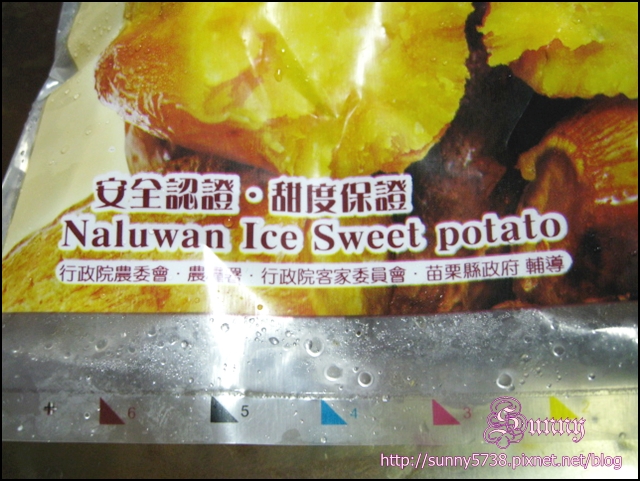 安全認證・甜度保證
Naluwan Ice Sweet potato
行政院農委會・農糧署・行政院客家委員會・苗栗縣政府 輔導
6 5 4 3
Sunny
http://sunny5738.pixnet.net/blog